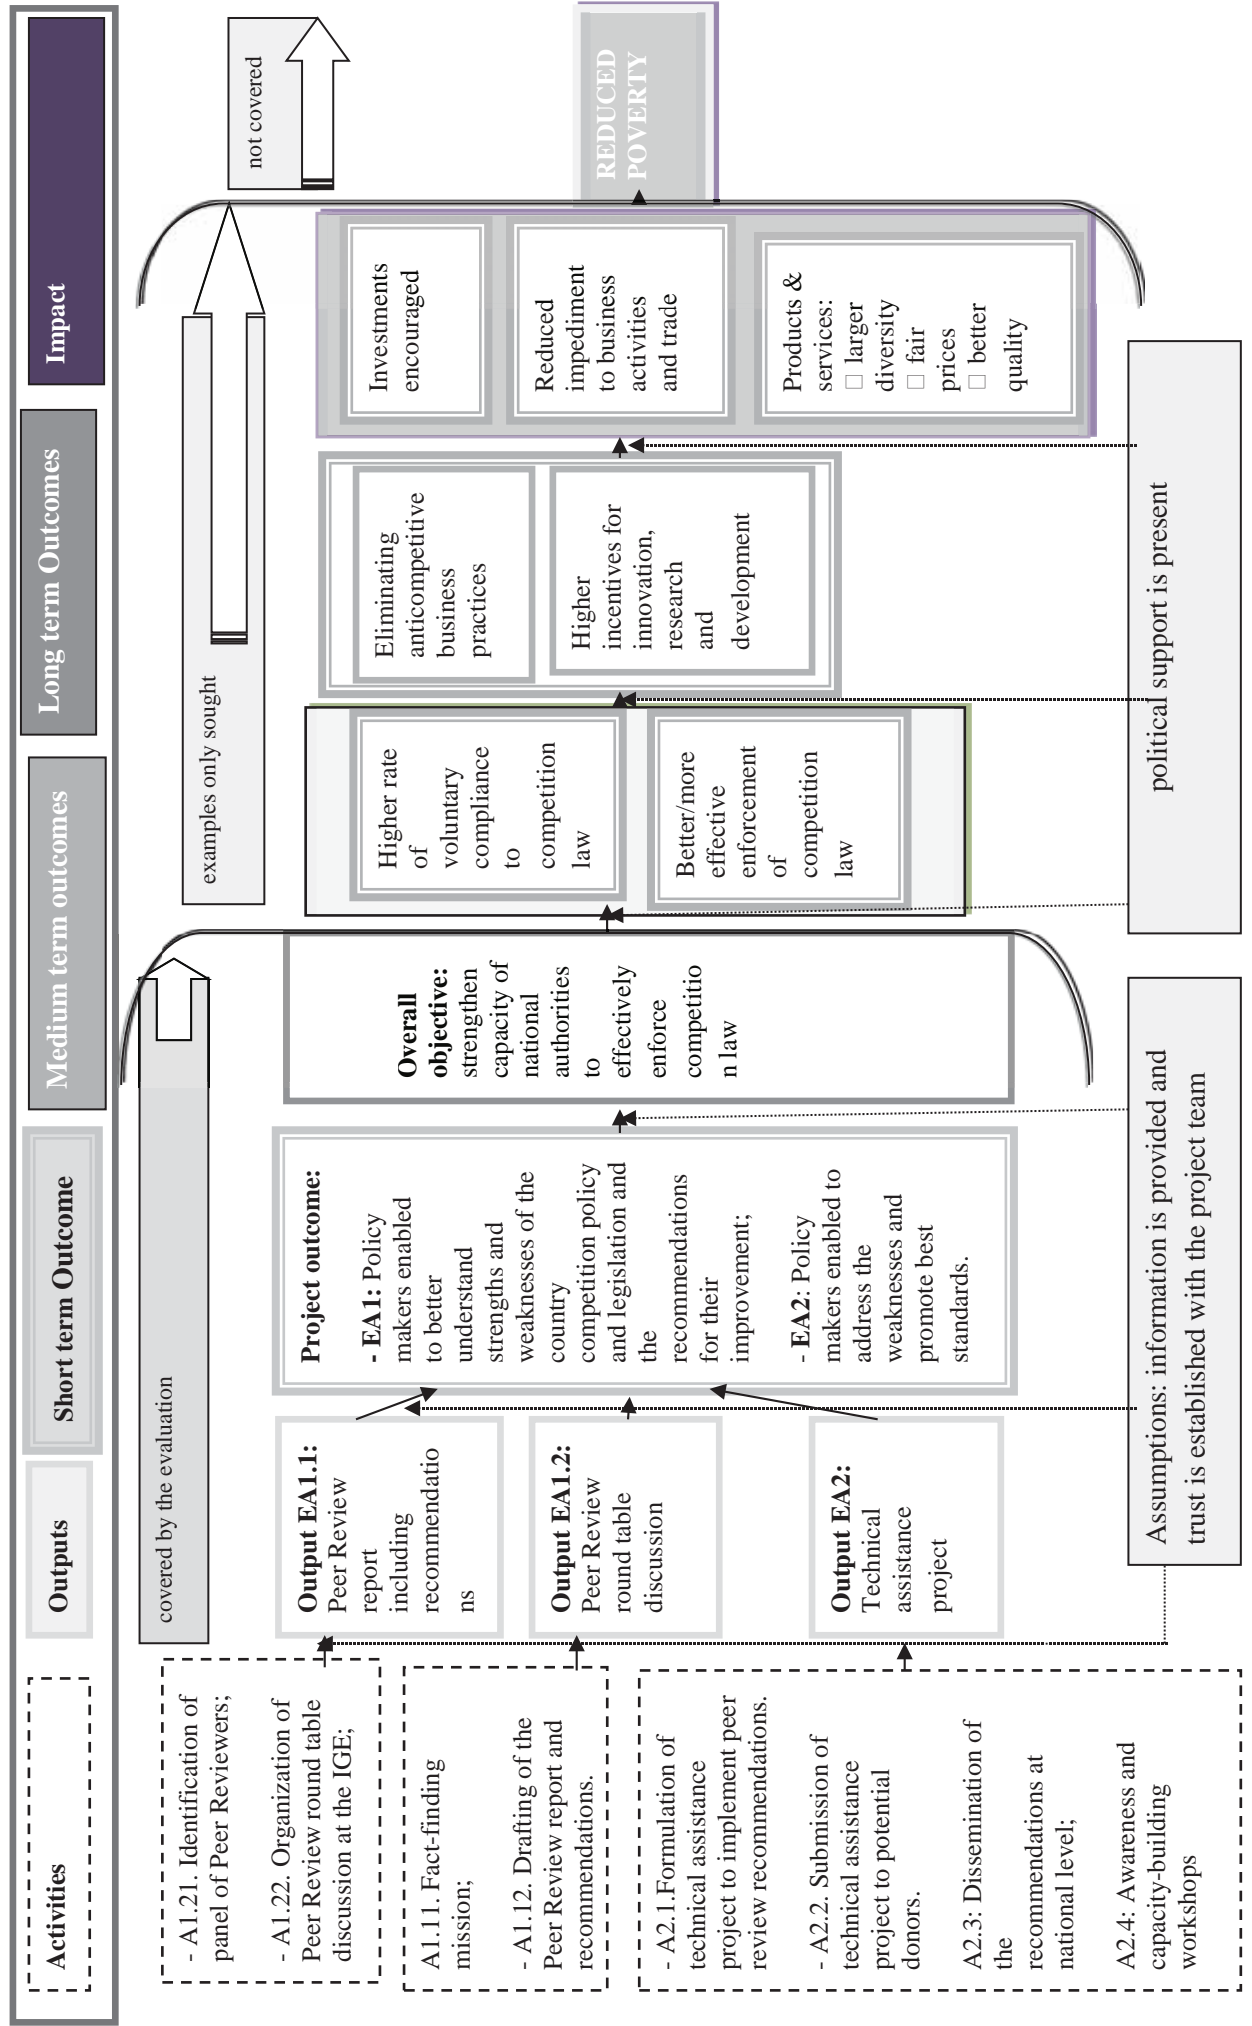 Activities
Outputs
Short term Outcome
Medium term outcomes
Long term Outcomes
Impact
covered by the evaluation
examples only sought
not covered
- A1.21. Identification of
panel of Peer Reviewers;
- A1.22. Organization of
Peer Review round table
discussion at the IGE;
A1.11. Fact-finding
mission;
- A1.12. Drafting of the
Peer Review report and
recommendations.
- A2.1.Formulation of
technical assistance
project to implement peer
review recommendations.
- A2.2. Submission of
technical assistance
project to potential
donors.
A2.3: Dissemination of
the
recommendations at
national level;
A2.4: Awareness and
capacity-building
workshops
Output EA1.1:
Peer Review
report
including
recommendatio
ns
Output EA1.2:
Peer Review
round table
discussion
Output EA2:
Technical
assistance
project
Project outcome:
- EA1: Policy
makers enabled
to better
understand
strengths and
weaknesses of the
country
competition policy
and legislation and
the
recommendations
for their
improvement;
- EA2: Policy
makers enabled to
address the
weaknesses and
promote best
standards.
Overall
objective:
strengthen
capacity of
national
authorities
to
effectively
enforce
competitio
n law
Higher rate
of
voluntary
compliance
to
competition
law
Better/more
effective
enforcement
of
competition
law
Eliminating
anticompetitive
business
practices
Higher
incentives for
innovation,
research
and
development
Investments
encouraged
Reduced
impediment
to business
activities
and trade
Products &
services:
□ larger
diversity
□ fair
prices
□ better
quality
REDUCED
POVERTY
Assumptions: information is provided and
trust is established with the project team
political support is present